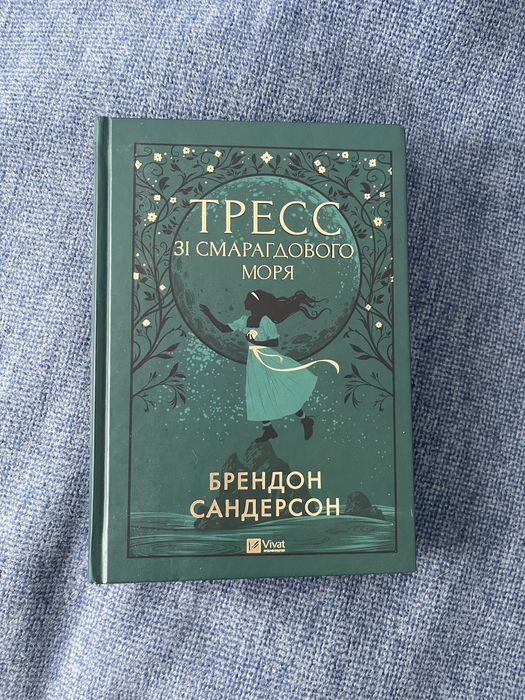 ТРЕСС
ЗІ СМАРАГДОВОГО
МОРЯ
БРЕНДОН
САНДЕРСОН
Vivat